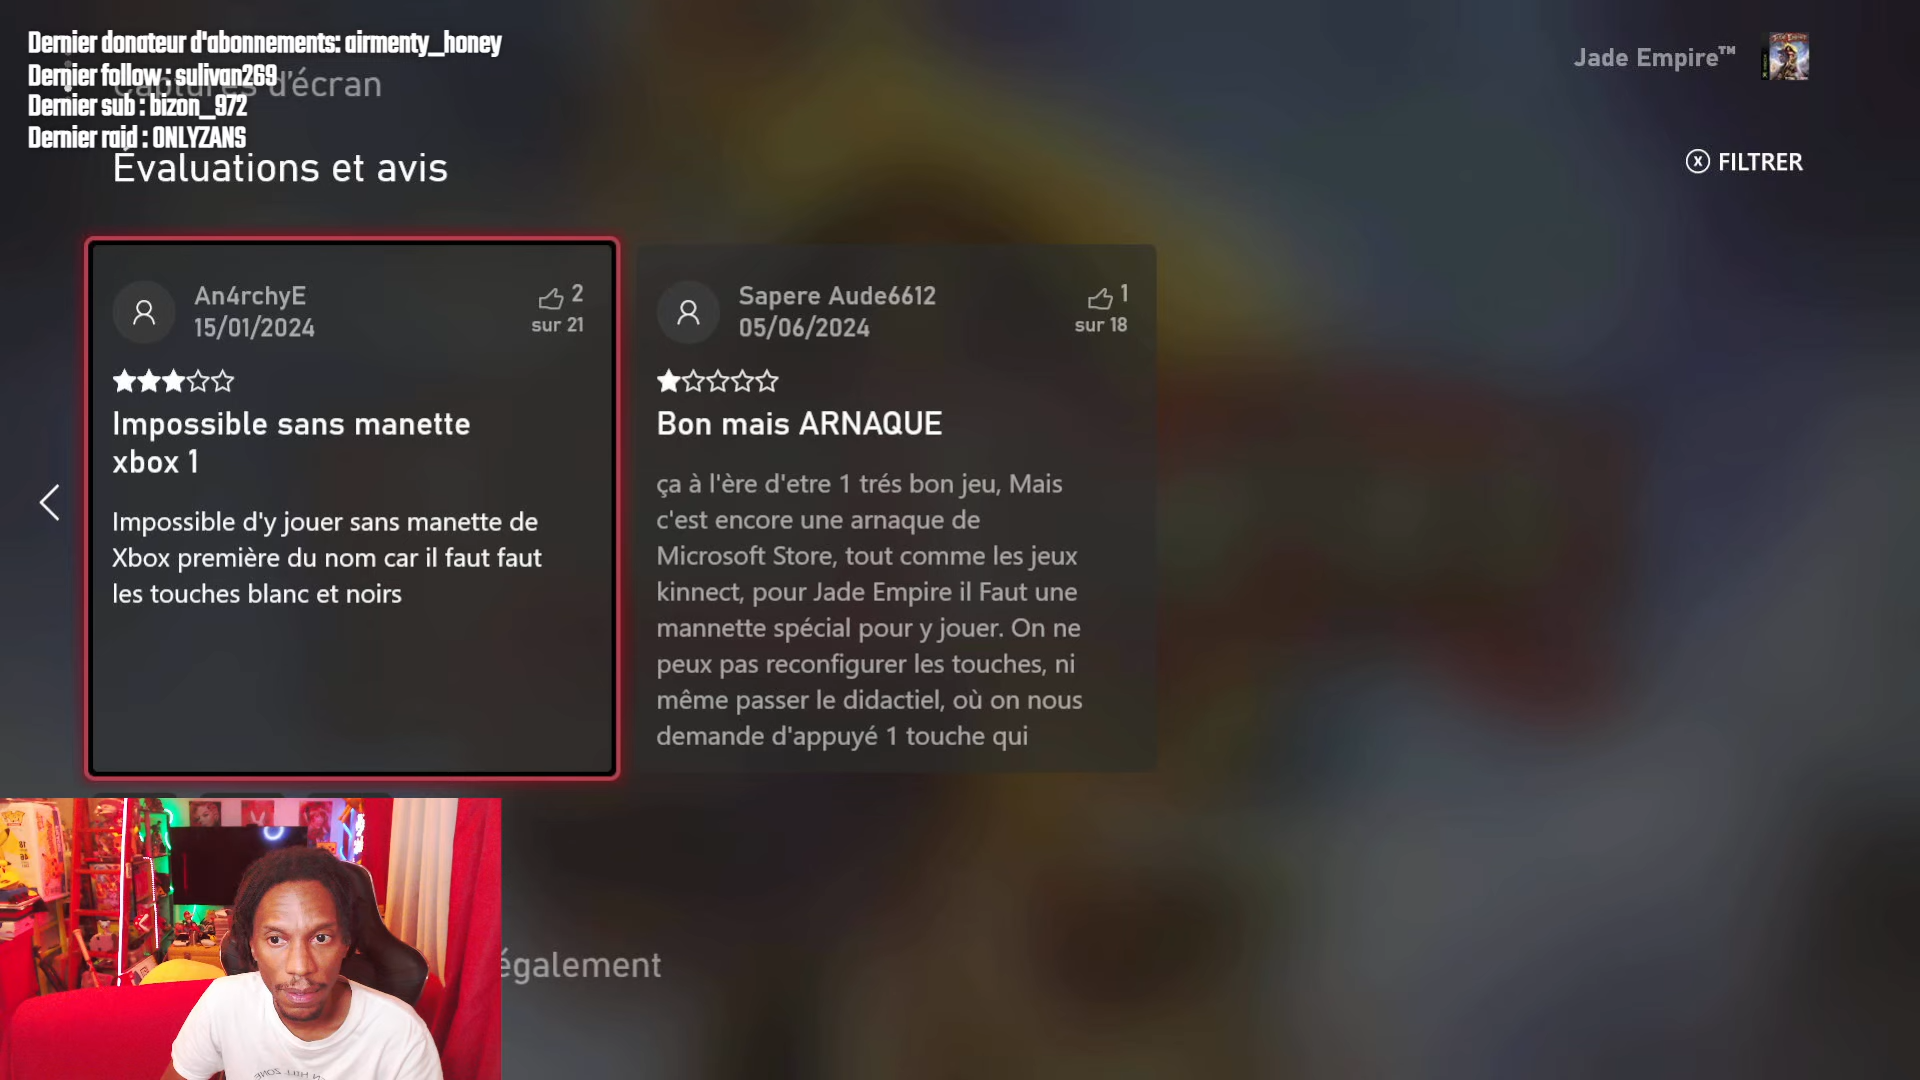 Dernier donateur d'abonnements: airmenty_honey
Dernier follow : sulivan269
Captures d'écran
Dernier sub : bizon_972
Dernier raid : ONLYZANS
Évaluations et avis
Jade Empire™
X FILTRER
An4rchyE
15/01/2024
2
sur 21
Impossible sans manette
xbox 1
Impossible d'y jouer sans manette de
Xbox première du nom car il faut faut
les touches blanc et noirs
Sapere Aude6612
05/06/2024
1
sur 18
Bon mais ARNAQUE
ça à l'ère d'etre 1 trés bon jeu, Mais
c'est encore une arnaque de
Microsoft Store, tout comme les jeux
kinnect, pour Jade Empire il Faut une
mannette spécial pour y jouer. On ne
peux pas reconfigurer les touches, ni
même passer le didactiel, où on nous
demande d'appuyé 1 touche qui
également